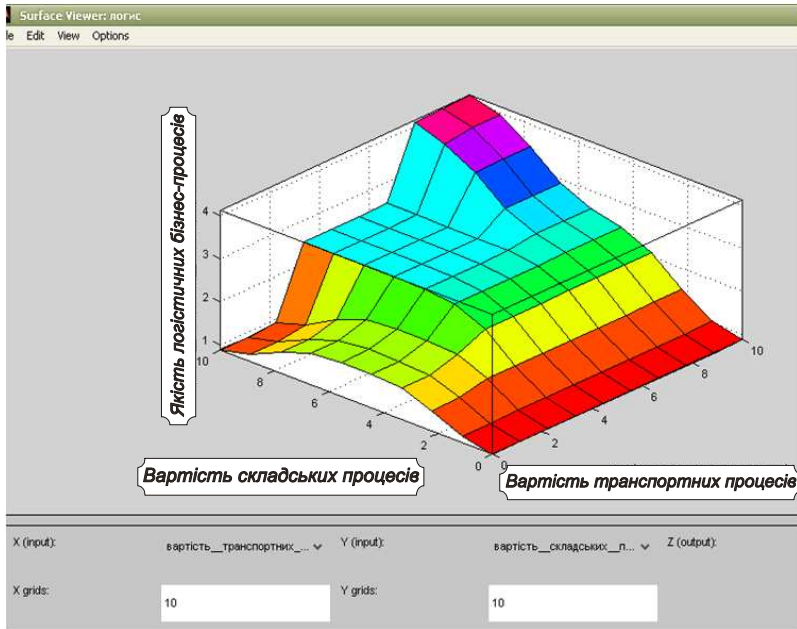 Surface Viewer: логис
le Edit View Options
Якість логістичних бізнес-процесів
4
3
2
1
10
8
6
4
2
0
0
2
4
6
8
10
Вартість складських процесів
Вартість транспортних процесів
X (input):
вартість__транспортних_...
Y (input):
вартість__складських__п...
Z (output):
X grids:
10
Y grids:
10